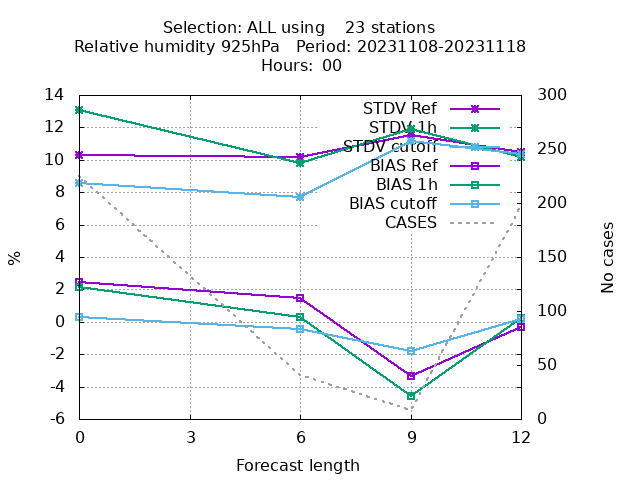 Selection: ALL using    23 stations
Relative humidity 925hPa   Period: 20231108-20231118
Hours: 00
14
12
10
8
6
4
2
0
-2
-4
-6
300
250
200
150
100
50
0
%
No cases
STDV Ref
STDV 1h
STDV cutoff
BIAS Ref
BIAS 1h
BIAS cutoff
CASES
0
3
6
9
12
Forecast length